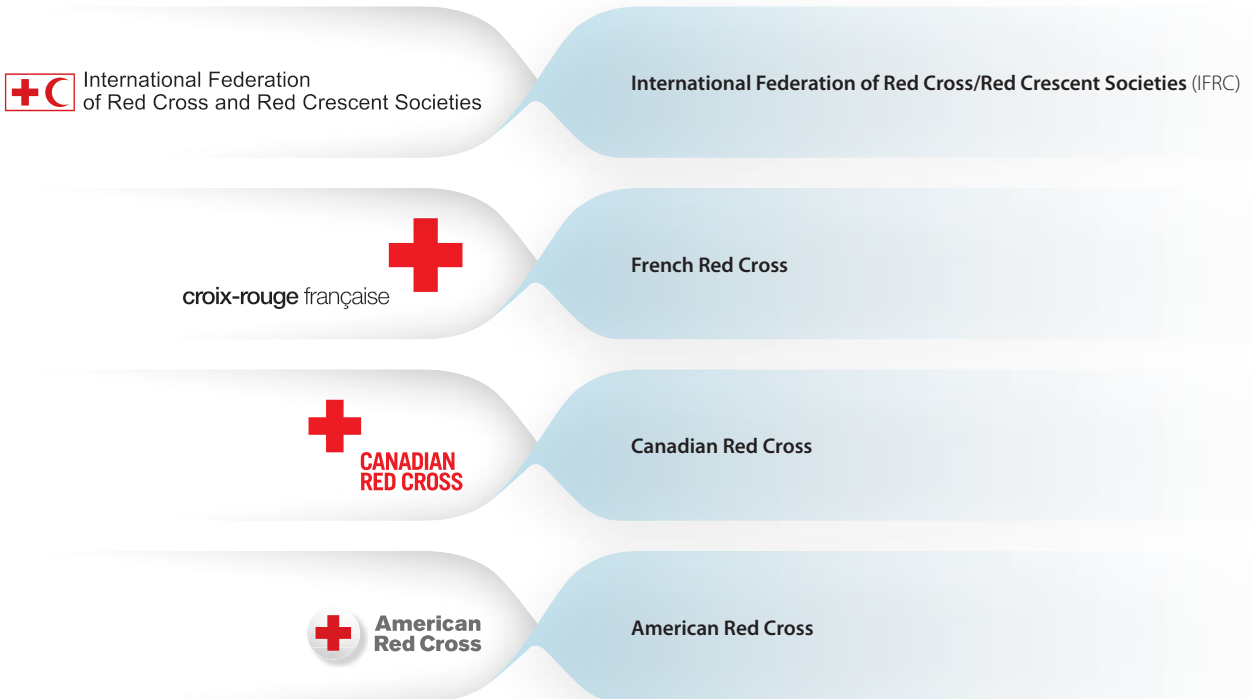 International Federation
of Red Cross and Red Crescent Societies
International Federation of Red Cross/Red Crescent Societies (IFRC)
croix-rouge française
French Red Cross
CANADIAN
RED CROSS
Canadian Red Cross
American
Red Cross
American Red Cross